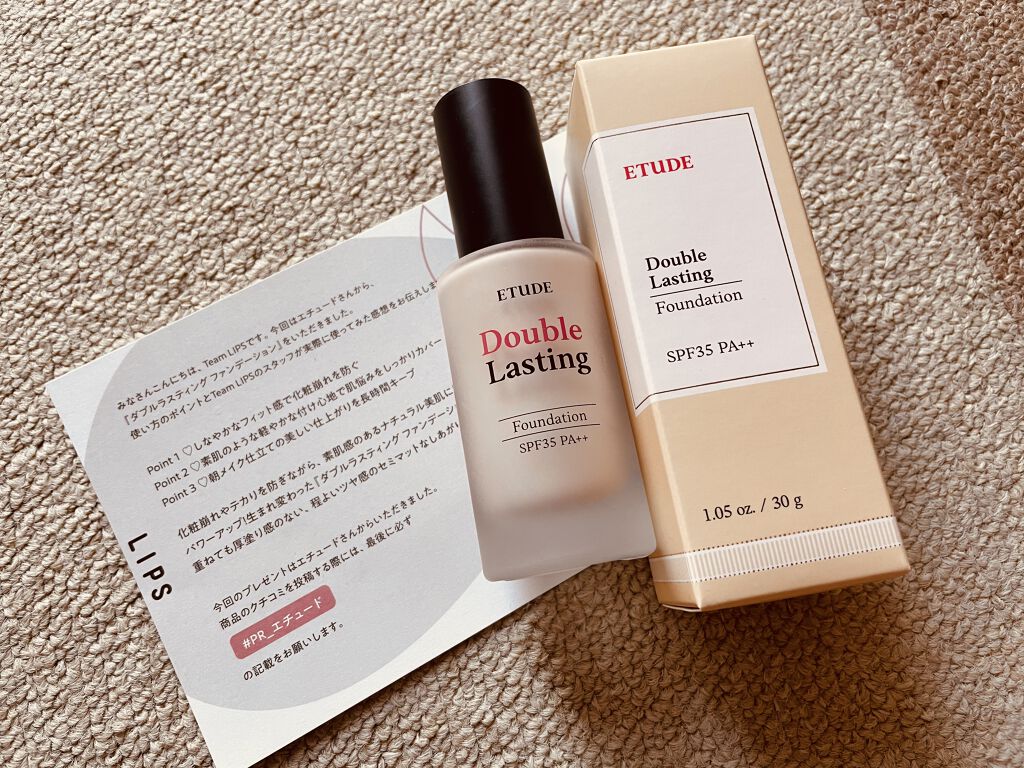 みなさんこんにちは、Team LIPSです。今回はエチュードさんから、
『ダブルラスティング ファンデーション』をいただきました。
使い方のポイントとTeam LIPSのスタッフが実際に使ってみた感想をお伝えしま
Point 1 ♡しなやかなフィット感で化粧崩れを防ぐ
Point 2 ♡素肌のような軽やかな付け心地で肌悩みをしっかりカバー
Point 3 ♡朝メイク仕立ての美しい仕上がりを長時間キープ
化粧崩れやテカリを防ぎながら、素肌感のあるナチュラル美肌に
パワーアップ!生まれ変わった『ダブルラスティング ファンデーショ
重ねても厚塗り感のない、程よいツヤ感のセミマットなしあが
今回のプレゼントはエチュードさんからいただきました。
商品のクチコミを投稿する際には、最後に必ず
#PR_エチュード
の記載をお願いします。
LIPS
ETUDE
Double
Lasting
Foundation
SPF35 PA++
ETUDE
Double
Lasting
Foundation
SPF35 PA++
1.05 oz. / 30 g